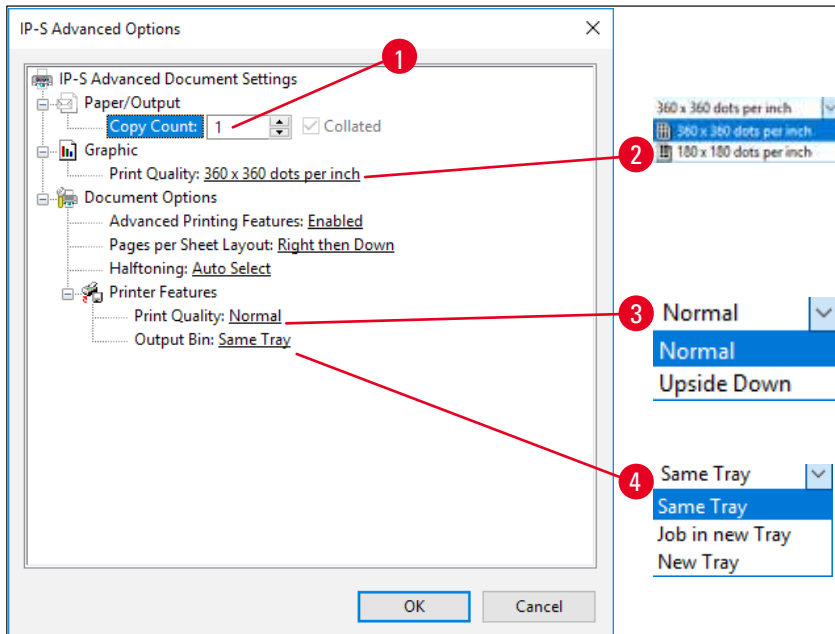 IP-S Advanced Options
IP-S Advanced Document Settings
Paper/Output
Copy Count: 1 Collated
Graphic
Print Quality: 360 x 360 dots per inch
Document Options
Advanced Printing Features: Enabled
Pages per Sheet Layout: Right then Down
Halftoning: Auto Select
Printer Features
Print Quality: Normal
Output Bin: Same Tray
OK Cancel
1
2
360 x 360 dots per inch
360 x 360 dots per inch
180 x 180 dots per inch
3
Normal
Normal
Upside Down
4
Same Tray
Same Tray
Job in new Tray
New Tray